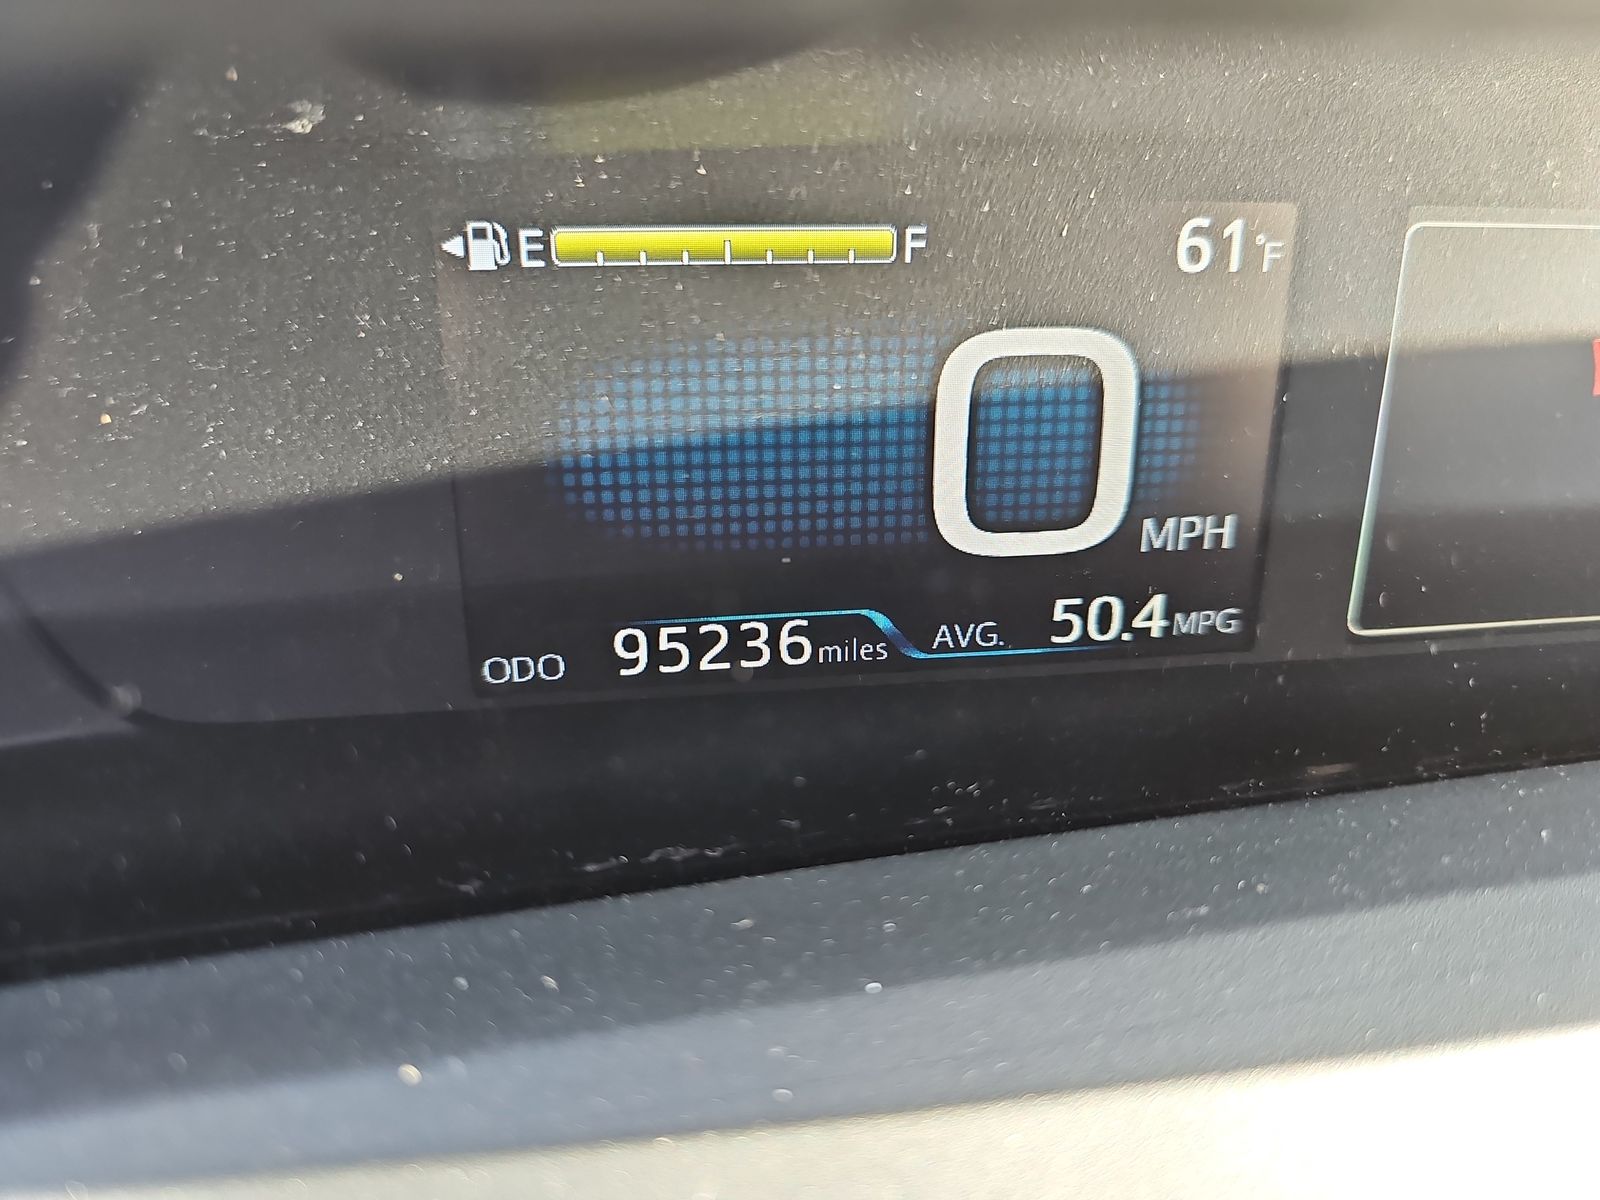 E F 61°F
0 MPH
ODO 95236 miles AVG. 50.4 MPG